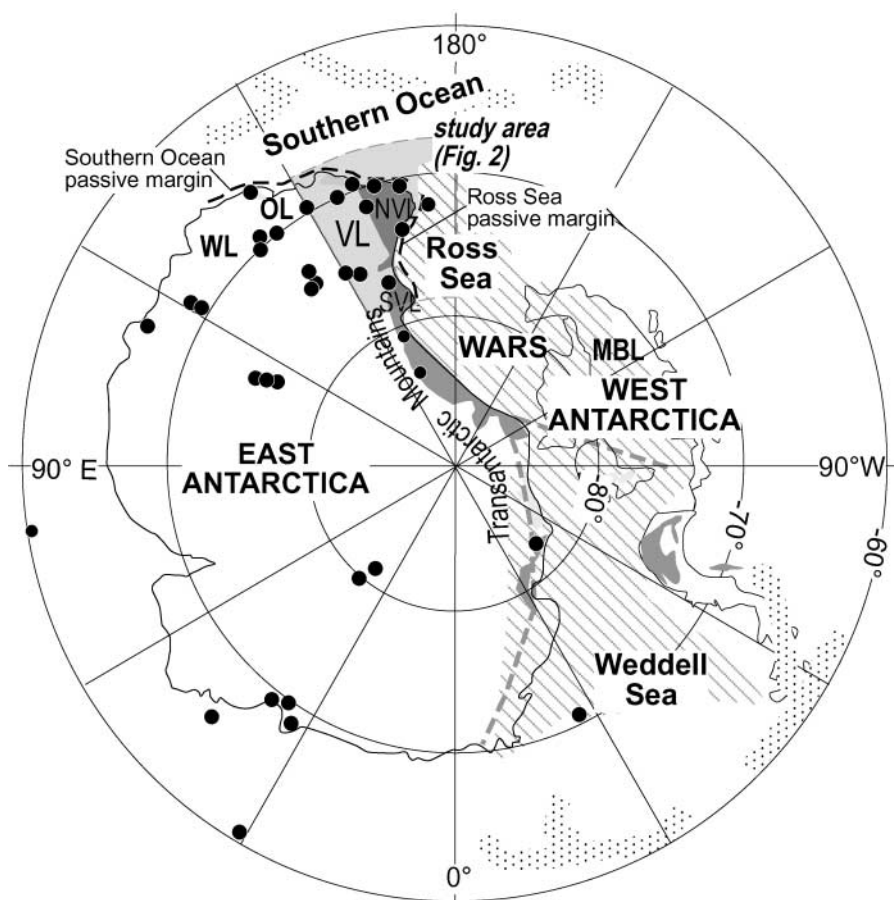 180°
Southern Ocean
study area
(Fig. 2)
Southern Ocean
passive margin
Ross Sea
passive margin
OL
NVL
WL
VL
Ross
Sea
SVL
WARS
MBL
WEST
ANTARCTICA
Transantarctic Mountains
EAST
ANTARCTICA
90° E
90°W
-80°
-70°
-60°
Weddell
Sea
0°